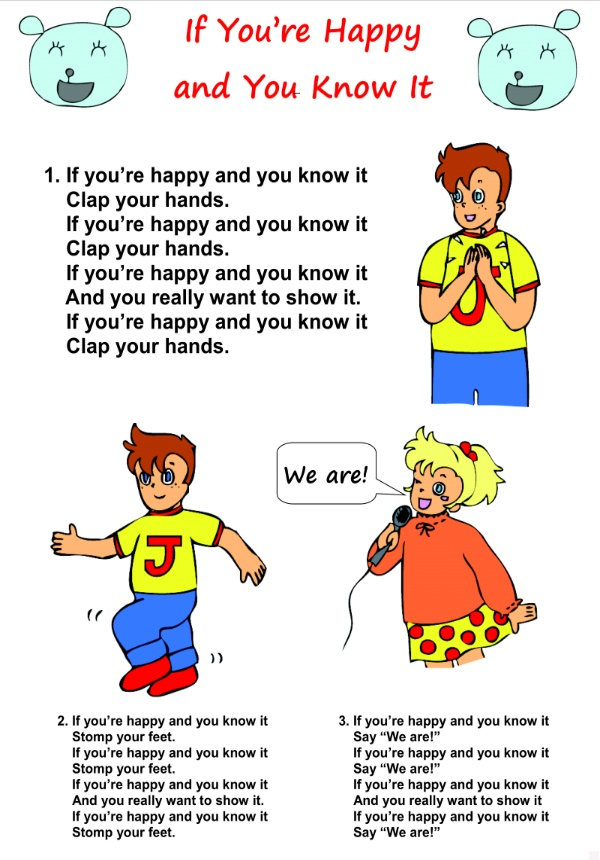 If You're Happy
and You Know It
1. If you're happy and you know it
Clap your hands.
If you're happy and you know it
Clap your hands.
If you're happy and you know it
And you really want to show it.
If you're happy and you know it
Clap your hands.
J
We are!
J
2. If you're happy and you know it
Stomp your feet.
If you're happy and you know it
Stomp your feet.
If you're happy and you know it
And you really want to show it.
If you're happy and you know it
Stomp your feet.
3. If you're happy and you know it
Say “We are!”
If you're happy and you know it
Say “We are!”
If you're happy and you know it
And you really want to show it
If you're happy and you know it
Say “We are!”